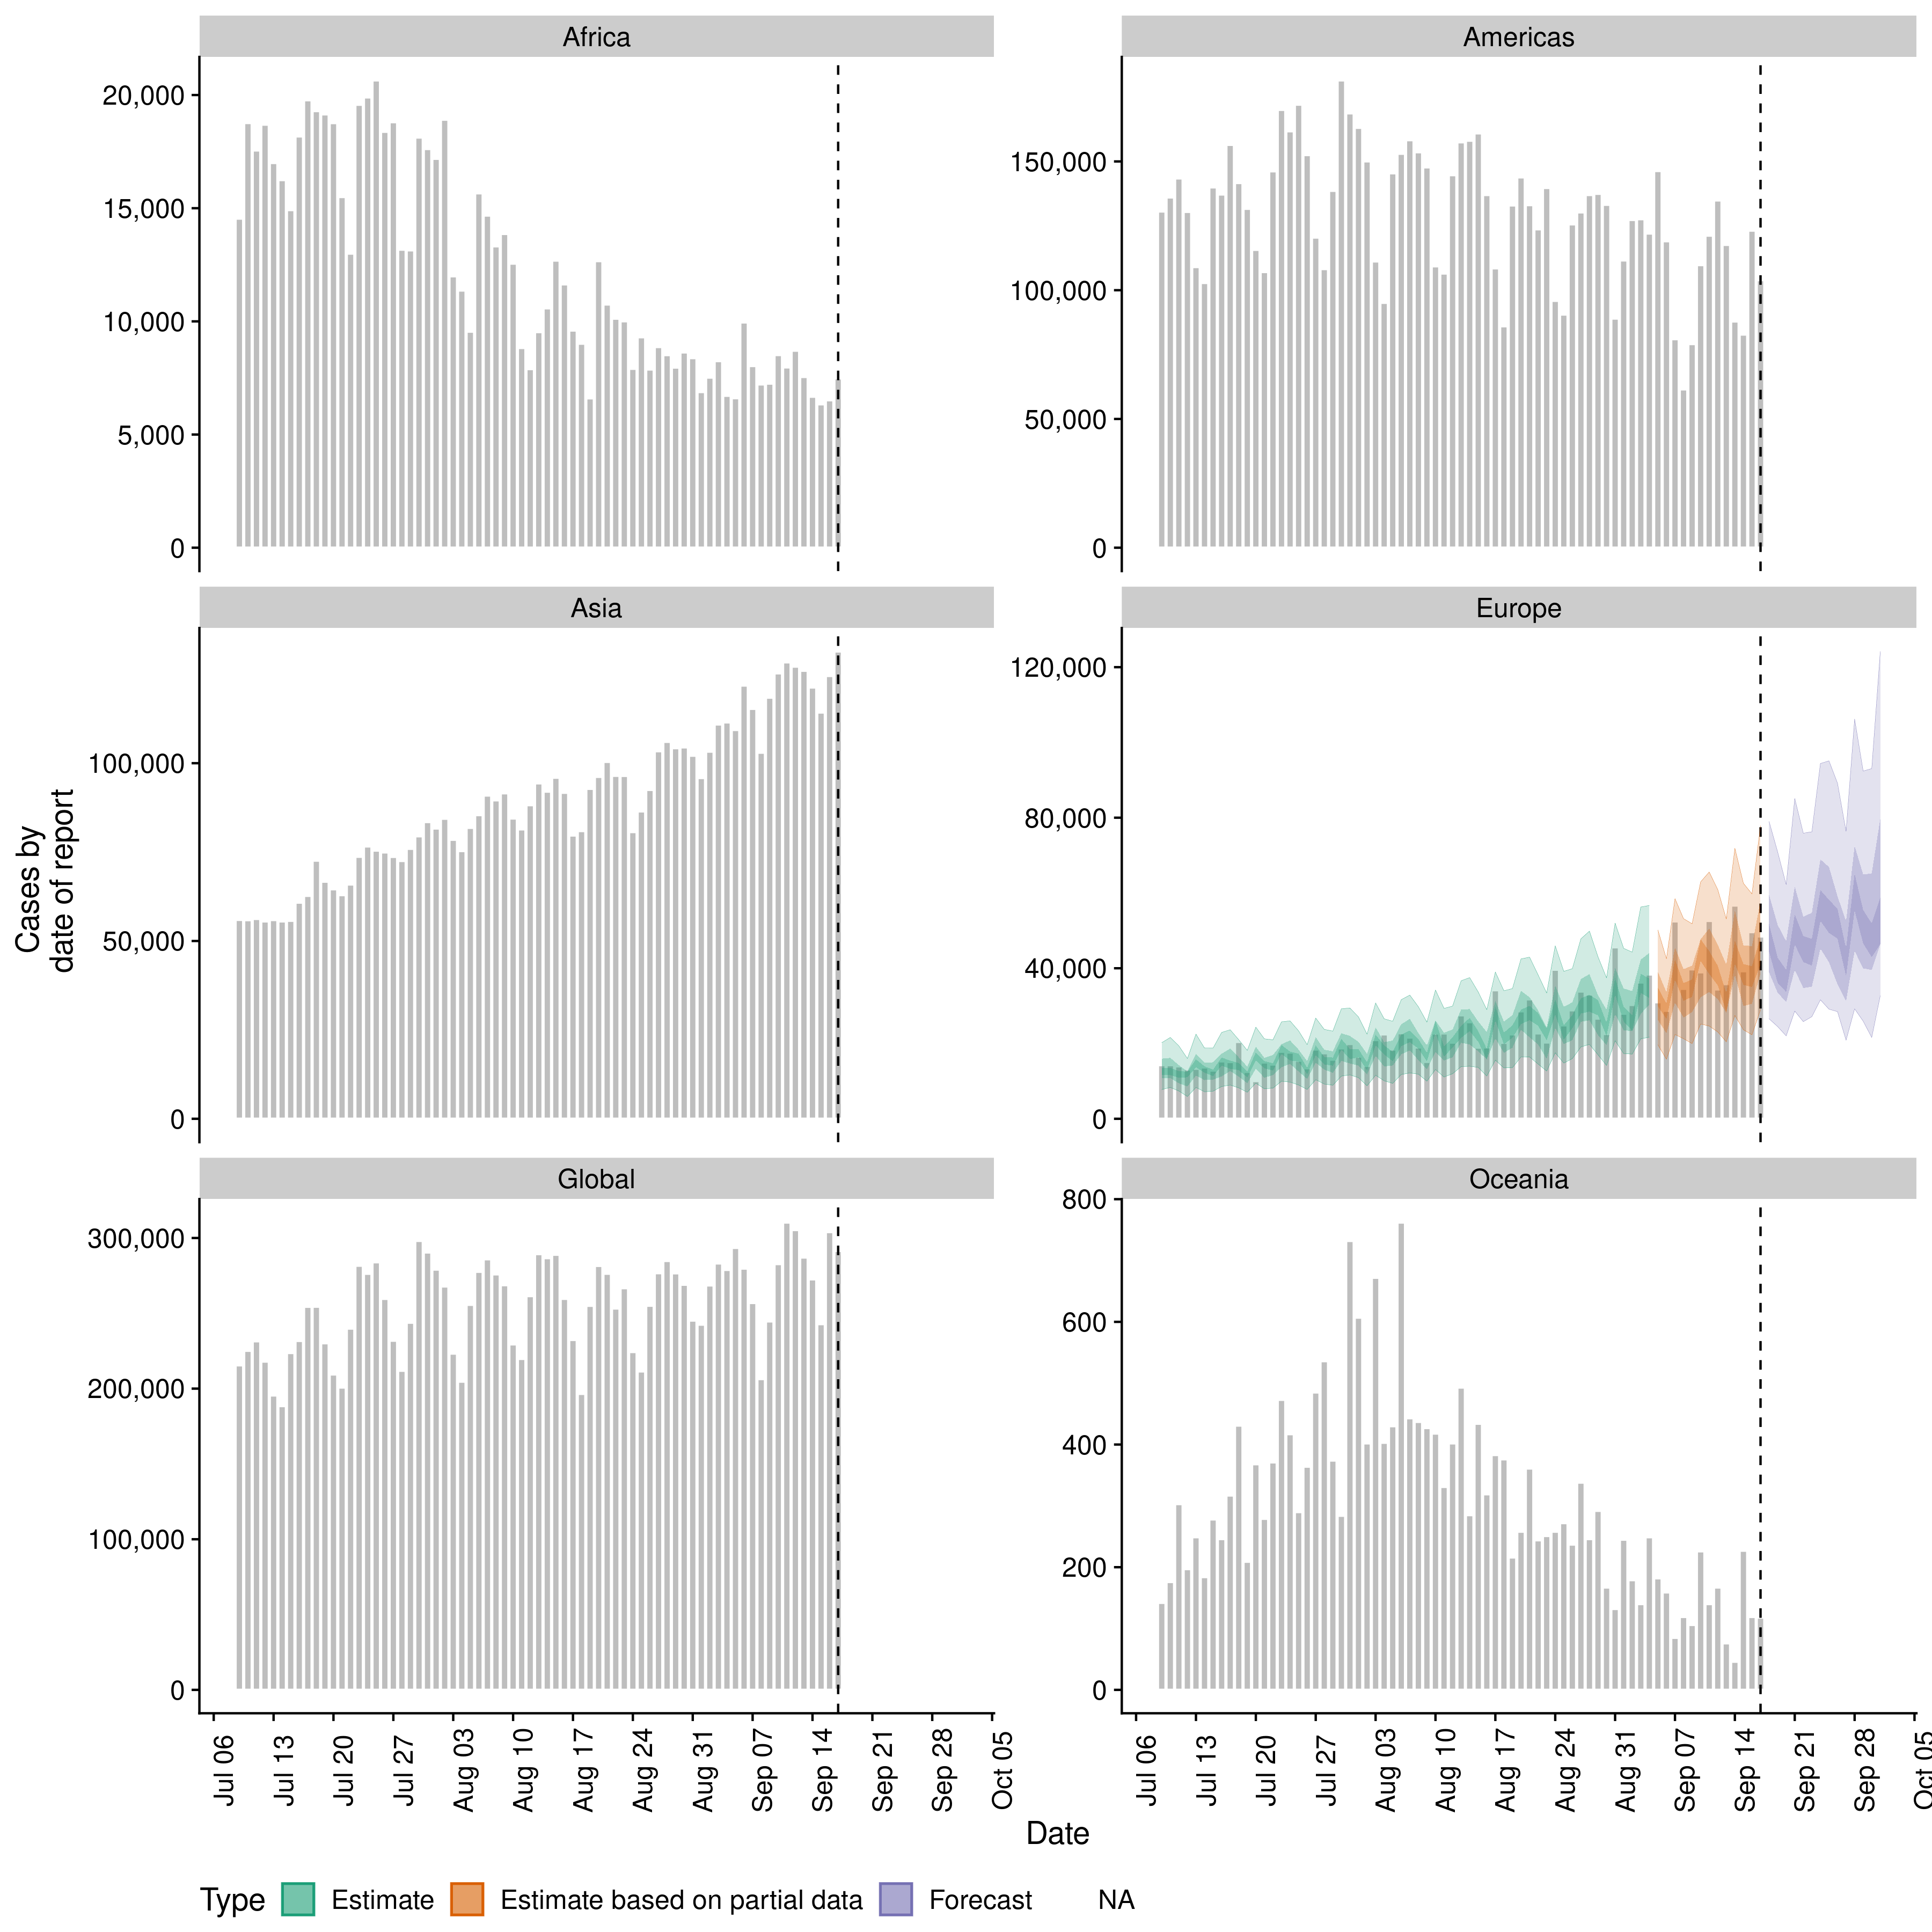 Africa
Americas
20,000
15,000
10,000
5,000
0
150,000
100,000
50,000
0
Asia
Europe
100,000
50,000
0
120,000
80,000
40,000
0
Cases by
date of report
Global
Oceania
300,000
200,000
100,000
0
800
600
400
200
0
Jul 06
Jul 13
Jul 20
Jul 27
Aug 03
Aug 10
Aug 17
Aug 24
Aug 31
Sep 07
Sep 14
Sep 21
Sep 28
Oct 05
Jul 06
Jul 13
Jul 20
Jul 27
Aug 03
Aug 10
Aug 17
Aug 24
Aug 31
Sep 07
Sep 14
Sep 21
Sep 28
Oct 05
Date
Type Estimate Estimate based on partial data Forecast NA